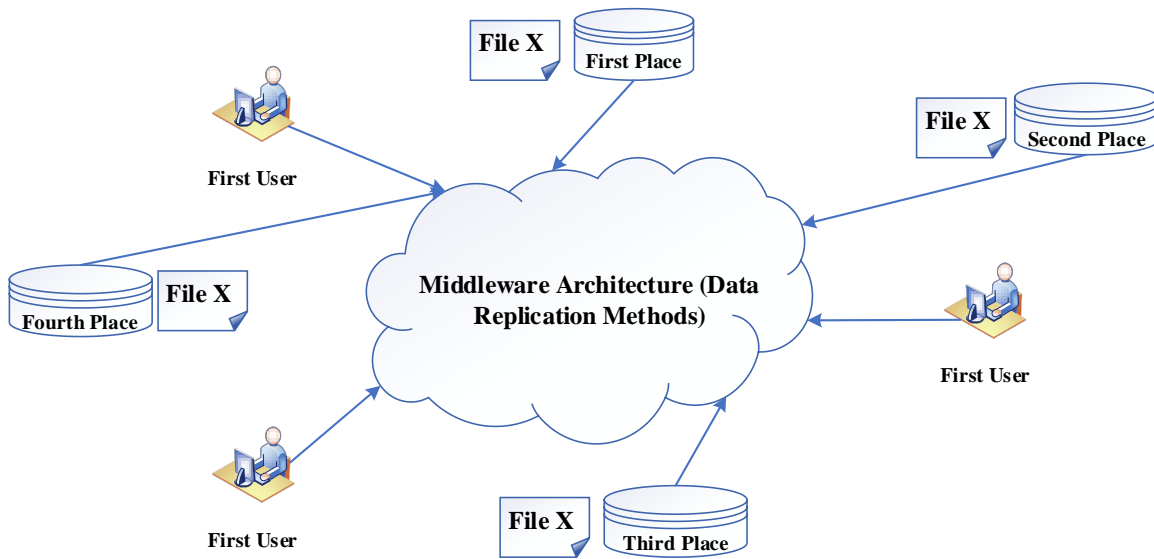 File X
First Place
File X
Second Place
First User
Middleware Architecture (Data
Replication Methods)
File X
Fourth Place
First User
First User
File X
Third Place